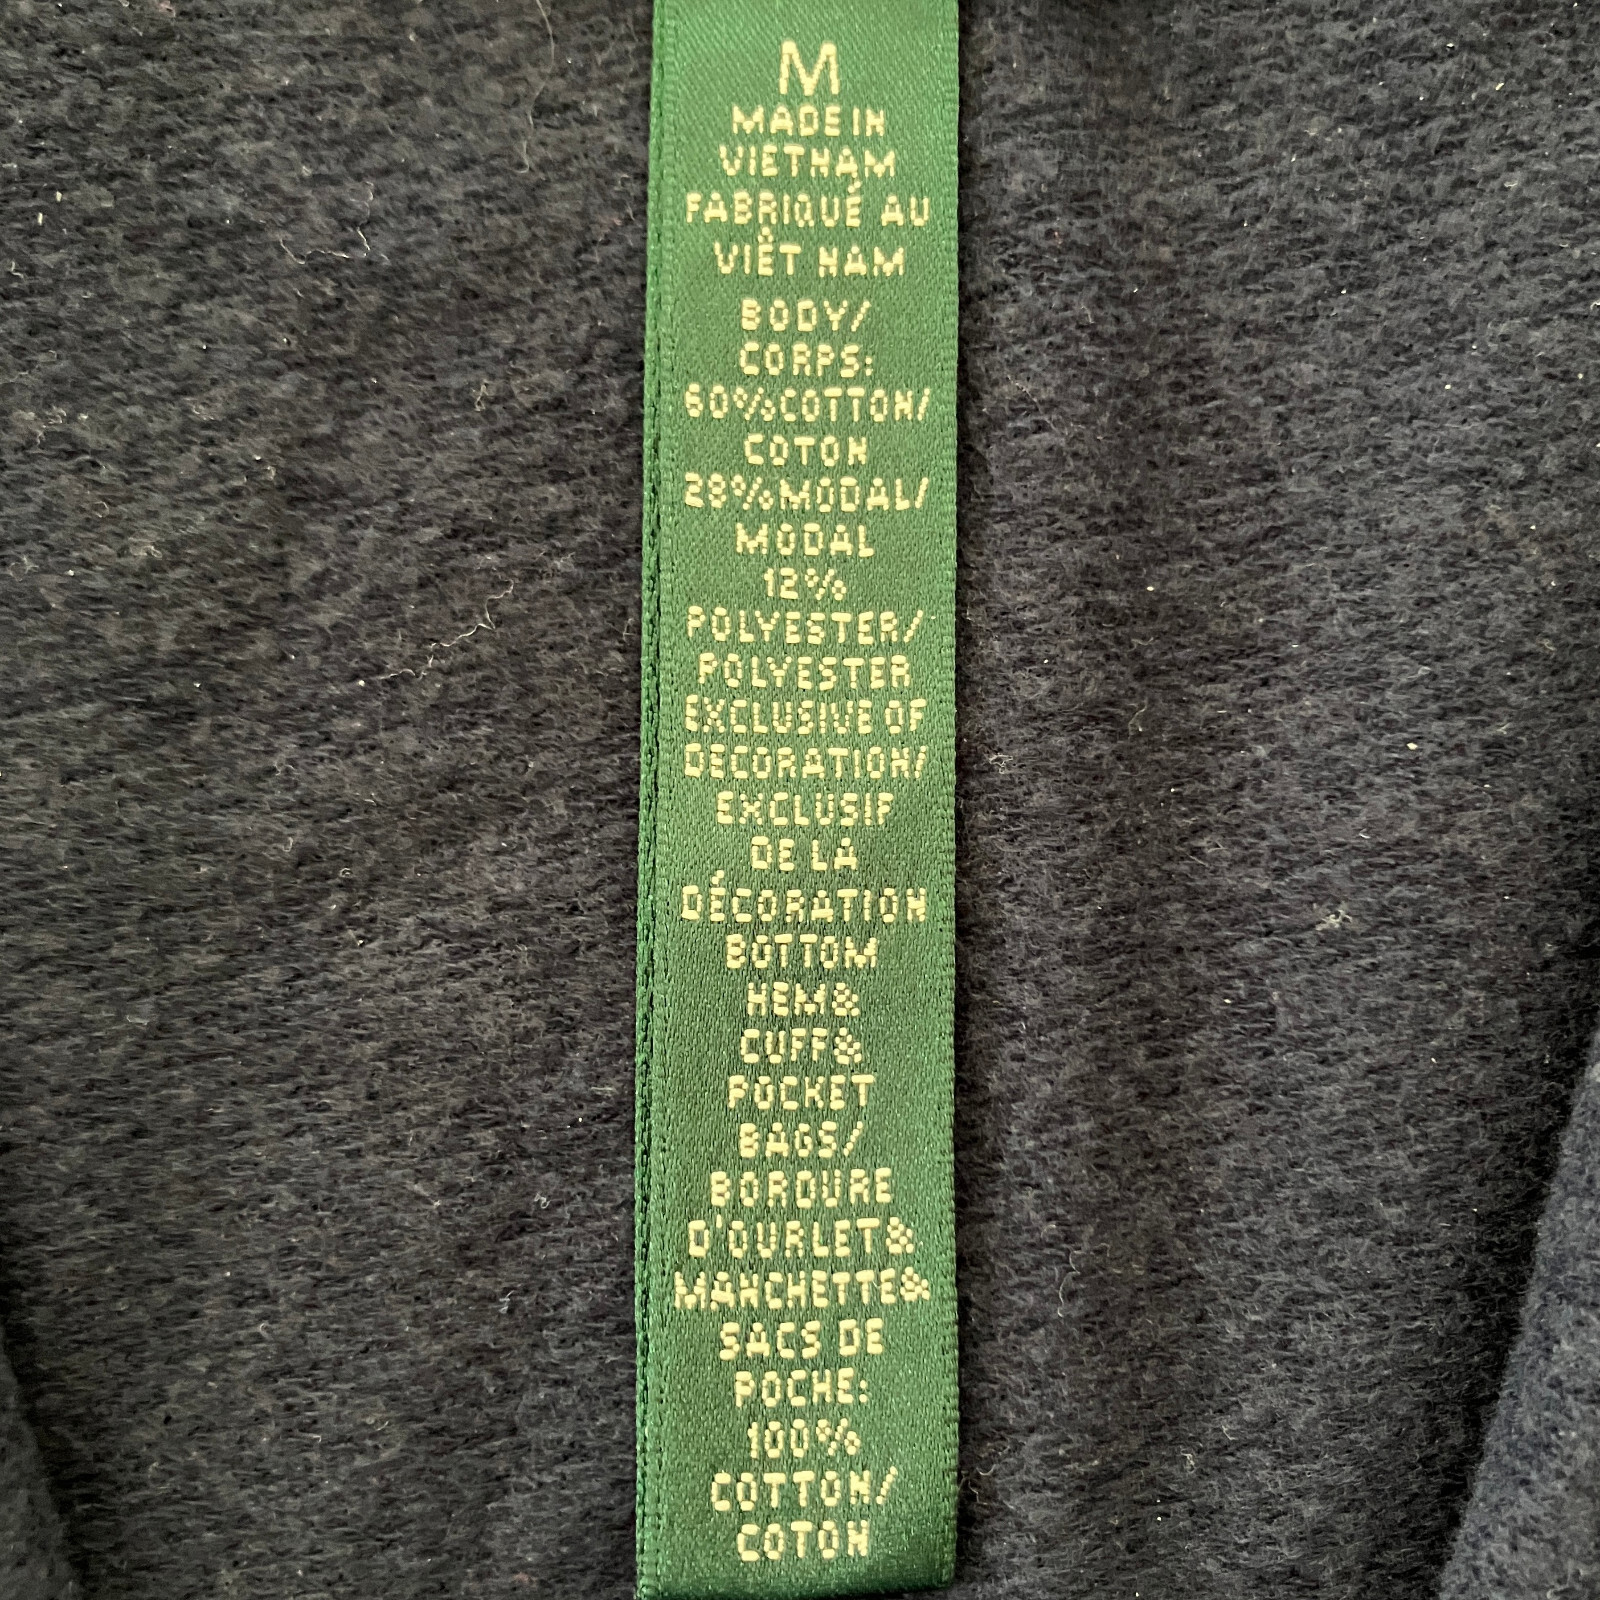 M
MADE IN
VIETNAM
FABRIQUÉ AU
VIÊT NAM
BODY/
CORPS:
60%COTTON/
COTON
28%MODAL/
MODAL
12%
POLYESTER/
POLYESTER
EXCLUSIVE OF
DECORATION/
EXCLUSIF
DE LA
DÉCORATION
BOTTOM
HEM&
CUFF&
POCKET
BAGS/
BORDURE
D'OURLET&
MANCHETTE&
SACS DE
POCHE:
100%
COTTON/
COTON